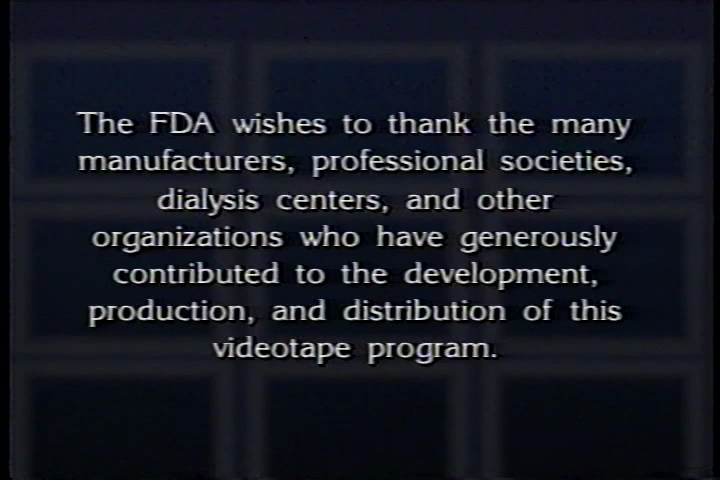 The FDA wishes to thank the many
manufacturers, professional societies,
dialysis centers, and other
organizations who have generously
contributed to the development,
production, and distribution of this
videotape program.